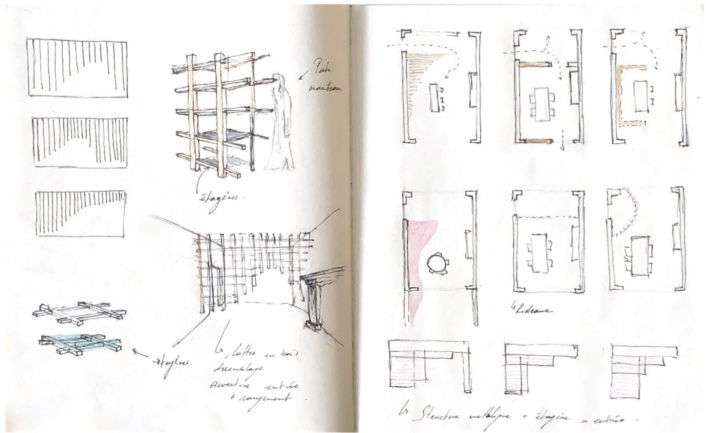 Porte
manteau
étagères.
étagères
↳ lattes en bois
assemblage
ouverture entrée
+ rangement.
↳ Rideaux
↳ Structure métallique + étagère = entrée.